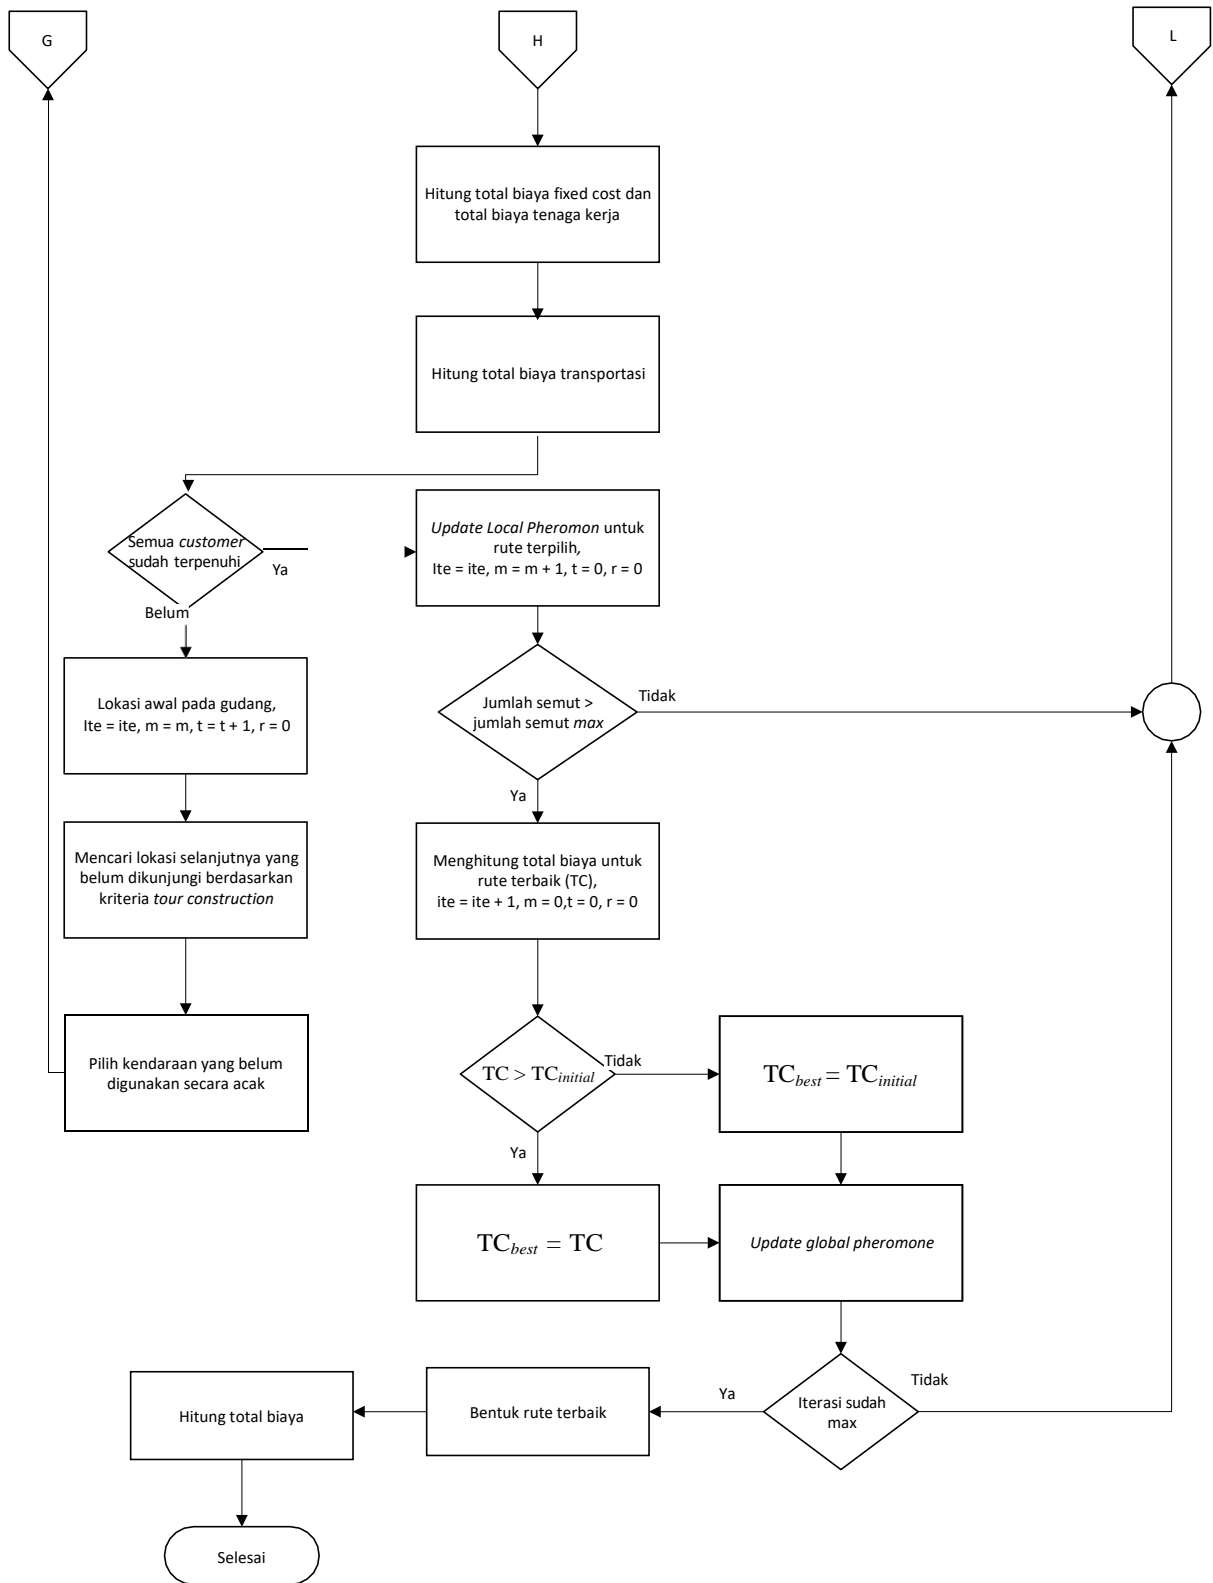 G
H
L
Hitung total biaya fixed cost dan
total biaya tenaga kerja
Hitung total biaya transportasi
Semua customer
sudah terpenuhi
Ya
Belum
Update Local Pheromon untuk
rute terpilih,
Ite = ite, m = m + 1, t = 0, r = 0
Lokasi awal pada gudang,
Ite = ite, m = m, t = t + 1, r = 0
Jumlah semut >
jumlah semut max
Tidak
Ya
Mencari lokasi selanjutnya yang
belum dikunjungi berdasarkan
kriteria tour construction
Menghitung total biaya untuk
rute terbaik (TC),
ite = ite + 1, m = 0,t = 0, r = 0
Pilih kendaraan yang belum
digunakan secara acak
TC > TCinitial
Tidak
Ya
TCbest = TCinitial
TCbest = TC
Update global pheromone
Iterasi sudah
max
Tidak
Ya
Bentuk rute terbaik
Hitung total biaya
Selesai